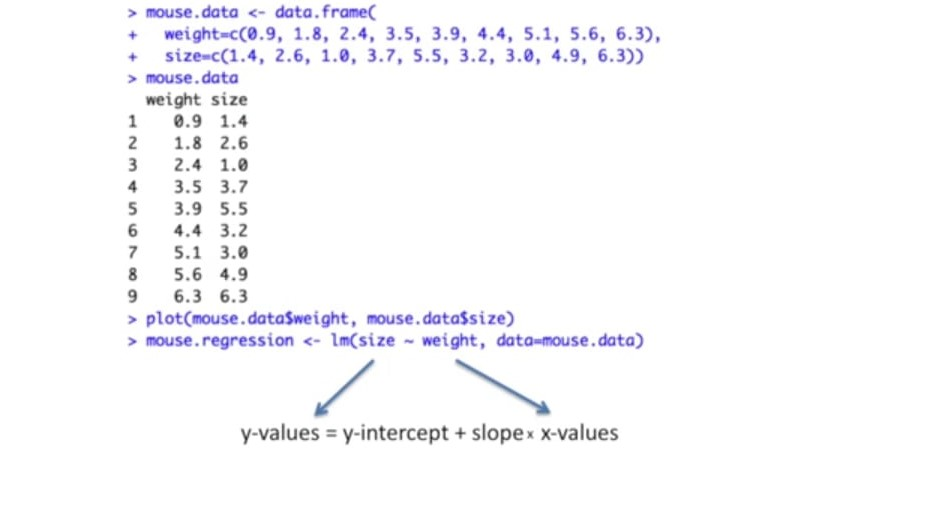 > mouse.data <- data.frame(
+   weight=c(0.9, 1.8, 2.4, 3.5, 3.9, 4.4, 5.1, 5.6, 6.3),
+   size=c(1.4, 2.6, 1.0, 3.7, 5.5, 3.2, 3.0, 4.9, 6.3))
> mouse.data
  weight size
1    0.9  1.4
2    1.8  2.6
3    2.4  1.0
4    3.5  3.7
5    3.9  5.5
6    4.4  3.2
7    5.1  3.0
8    5.6  4.9
9    6.3  6.3
> plot(mouse.data$weight, mouse.data$size)
> mouse.regression <- lm(size ~ weight, data=mouse.data)
y-values = y-intercept + slope x x-values